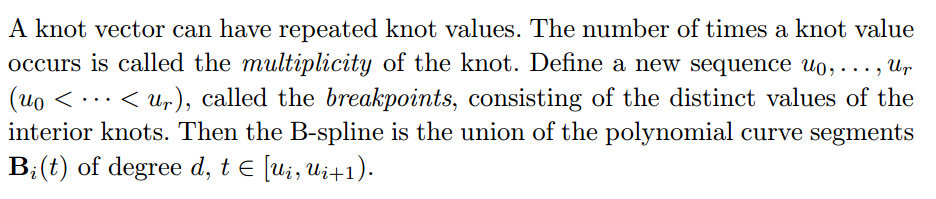 A knot vector can have repeated knot values. The number of times a knot value
occurs is called the multiplicity of the knot. Define a new sequence u₀, . . . , uᵣ
(u₀ < · · · < uᵣ), called the breakpoints, consisting of the distinct values of the
interior knots. Then the B-spline is the union of the polynomial curve segments
𝐁ᵢ(t) of degree d, t ∈ [uᵢ, uᵢ₊₁).